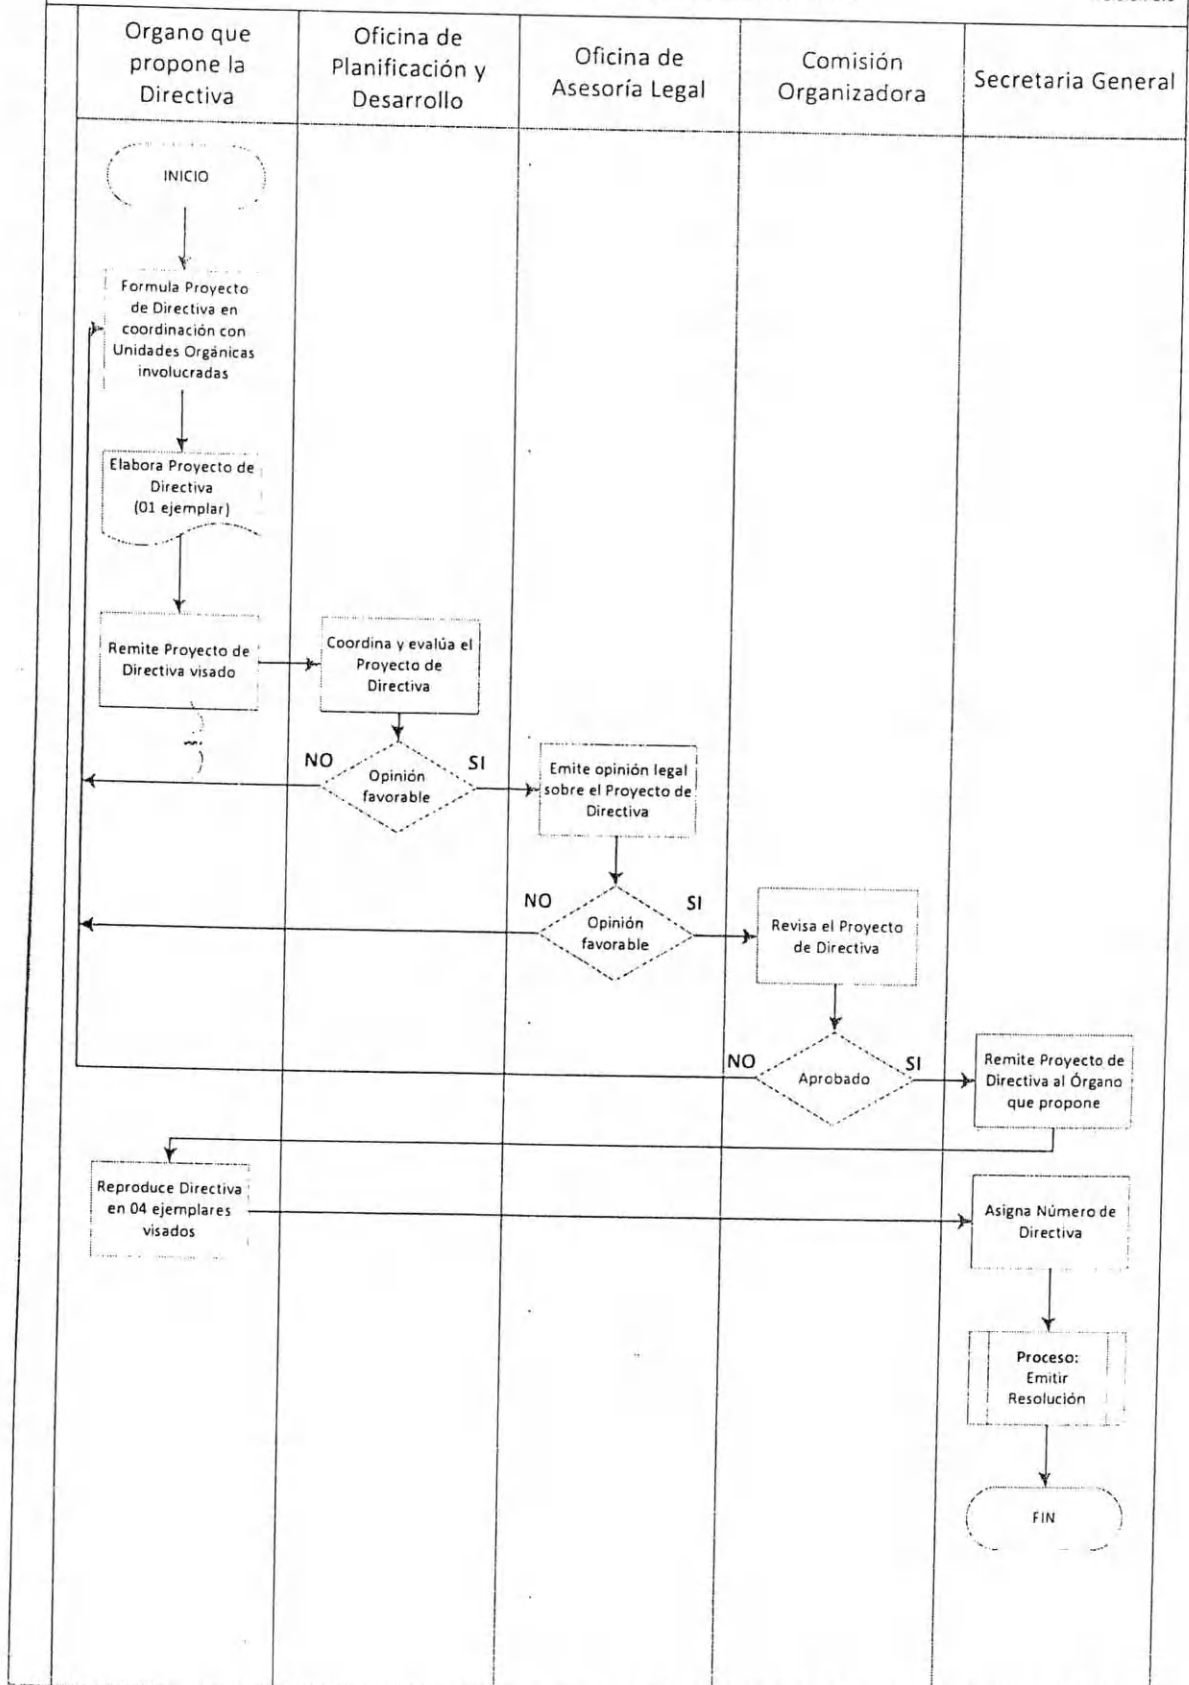 Organo que
propone la
Directiva
Oficina de
Planificación y
Desarrollo
Oficina de
Asesoría Legal
Comisión
Organizadora
Secretaria General
INICIO
Formula Proyecto
de Directiva en
coordinación con
Unidades Orgánicas
involucradas
Elabora Proyecto de
Directiva
(01 ejemplar)
Remite Proyecto de
Directiva visado
Coordina y evalúa el
Proyecto de
Directiva
NO
Opinión
favorable
SI
Emite opinión legal
sobre el Proyecto de
Directiva
NO
Opinión
favorable
SI
Revisa el Proyecto
de Directiva
NO
Aprobado
SI
Remite Proyecto de
Directiva al Órgano
que propone
Reproduce Directiva
en 04 ejemplares
visados
Asigna Número de
Directiva
Proceso:
Emitir
Resolución
FIN